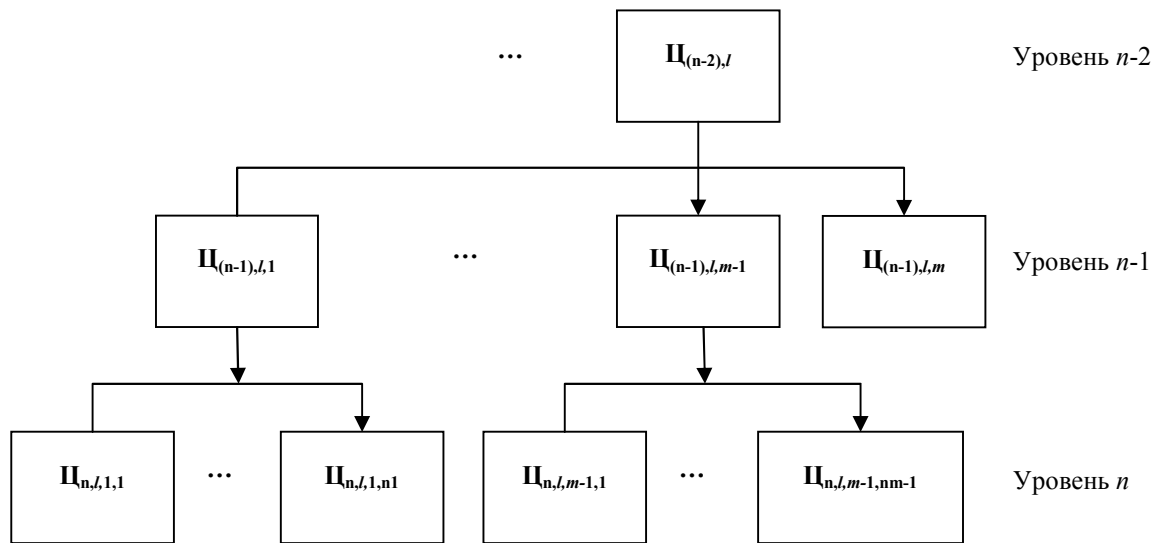 ... Ц(n-2),l Уровень n-2
Ц(n-1),l,1 ... Ц(n-1),l,m-1 Ц(n-1),l,m Уровень n-1
Цn,l,1,1 ... Цn,l,1,n1 Цn,l,m-1,1 ... Цn,l,m-1,nm-1 Уровень n